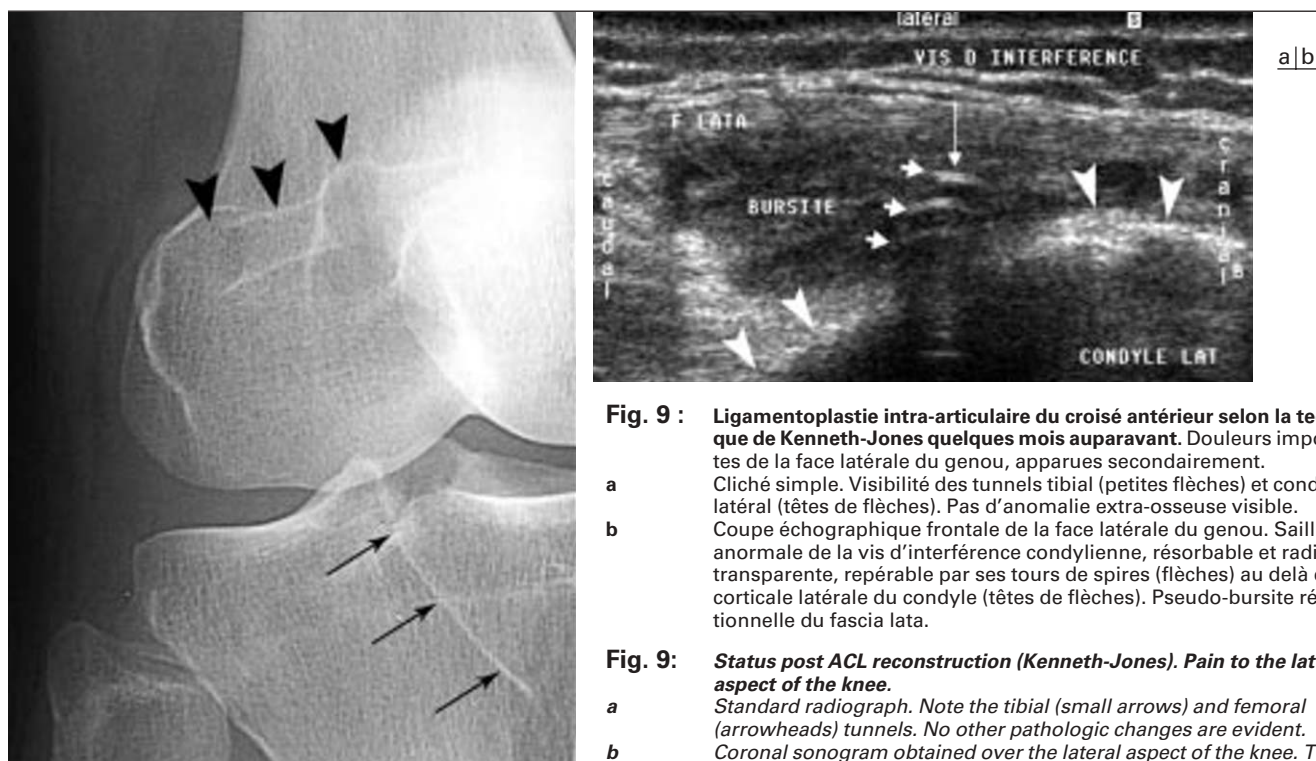 latéral
S
VIS D INTERFERENCE
F LATA
caudal
BURSITE
cranial
CONDYLE LAT
a|b
Fig. 9 : Ligamentoplastie intra-articulaire du croisé antérieur selon la te
que de Kenneth-Jones quelques mois auparavant. Douleurs impo
tes de la face latérale du genou, apparues secondairement.
a Cliché simple. Visibilité des tunnels tibial (petites flèches) et cond
latéral (têtes de flèches). Pas d'anomalie extra-osseuse visible.
b Coupe échographique frontale de la face latérale du genou. Saill
anormale de la vis d'interférence condylienne, résorbable et radi
transparente, repérable par ses tours de spires (flèches) au delà
corticale latérale du condyle (têtes de flèches). Pseudo-bursite ré
tionnelle du fascia lata.
Fig. 9: Status post ACL reconstruction (Kenneth-Jones). Pain to the lat
aspect of the knee.
a Standard radiograph. Note the tibial (small arrows) and femoral
(arrowheads) tunnels. No other pathologic changes are evident.
b Coronal sonogram obtained over the lateral aspect of the knee. T